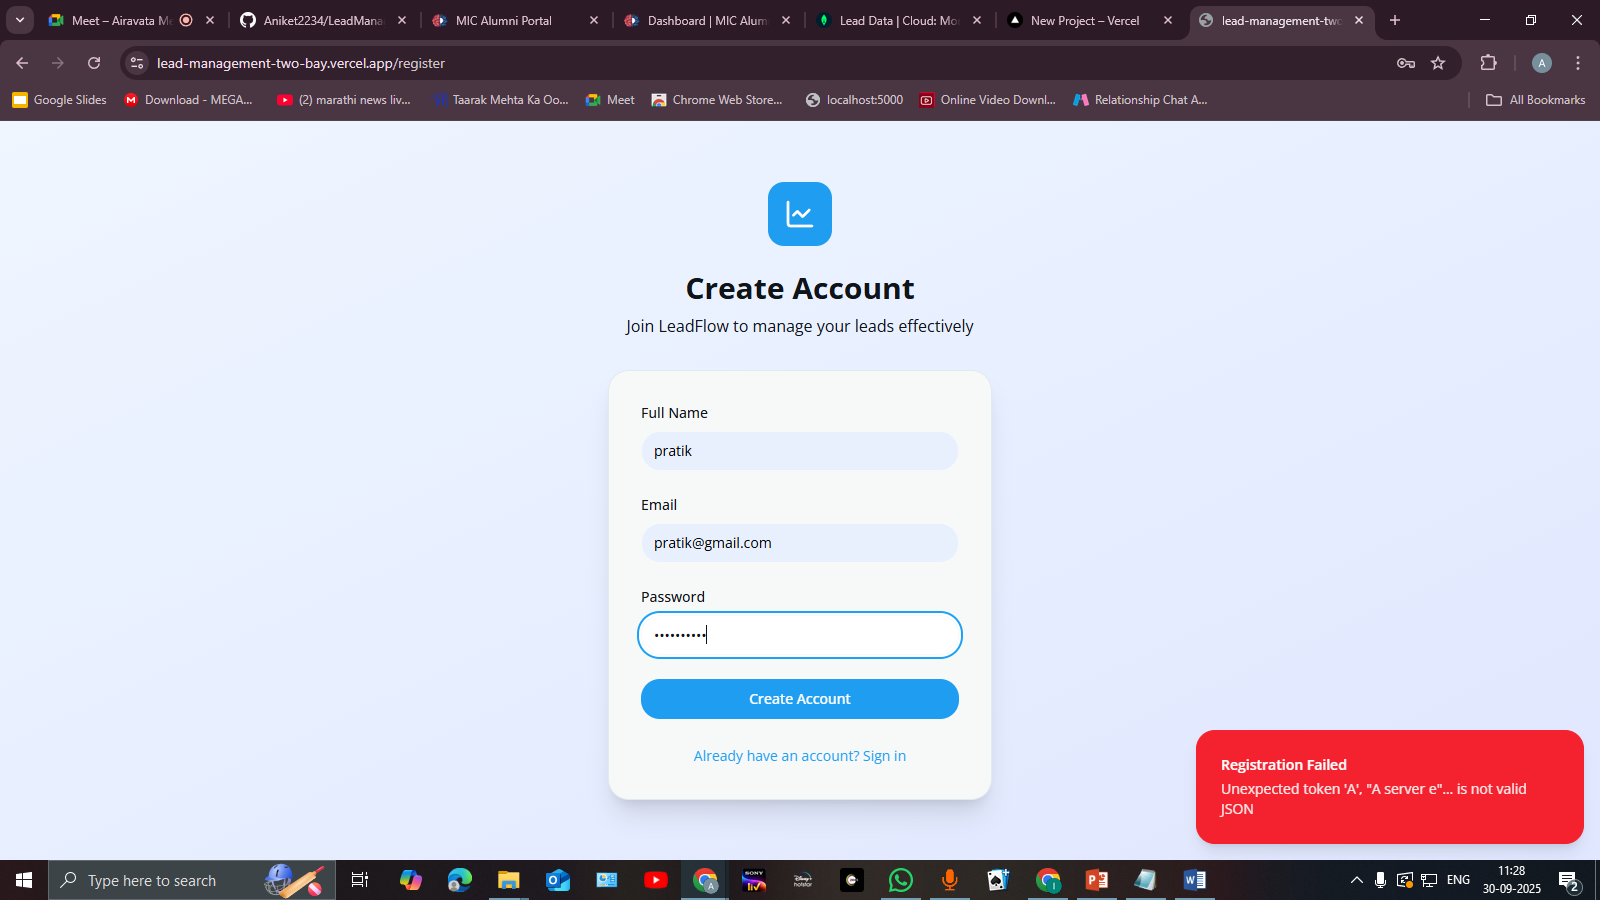 Meet – Airavata Me
Aniket2234/LeadMana
MIC Alumni Portal
Dashboard | MIC Alum
Lead Data | Cloud: Mo
New Project – Vercel
lead-management-two
lead-management-two-bay.vercel.app/register
A
Google Slides
Download - MEGA...
(2) marathi news liv...
Taarak Mehta Ka Oo...
Meet
Chrome Web Store...
localhost:5000
Online Video Downl...
Relationship Chat A...
All Bookmarks
Create Account
Join LeadFlow to manage your leads effectively
Full Name
pratik
Email
pratik@gmail.com
Password
••••••••••
Create Account
Already have an account? Sign in
Registration Failed
Unexpected token 'A', "A server e"... is not valid
JSON
Type here to search
SONY
liv
ENG
11:28
30-09-2025
2